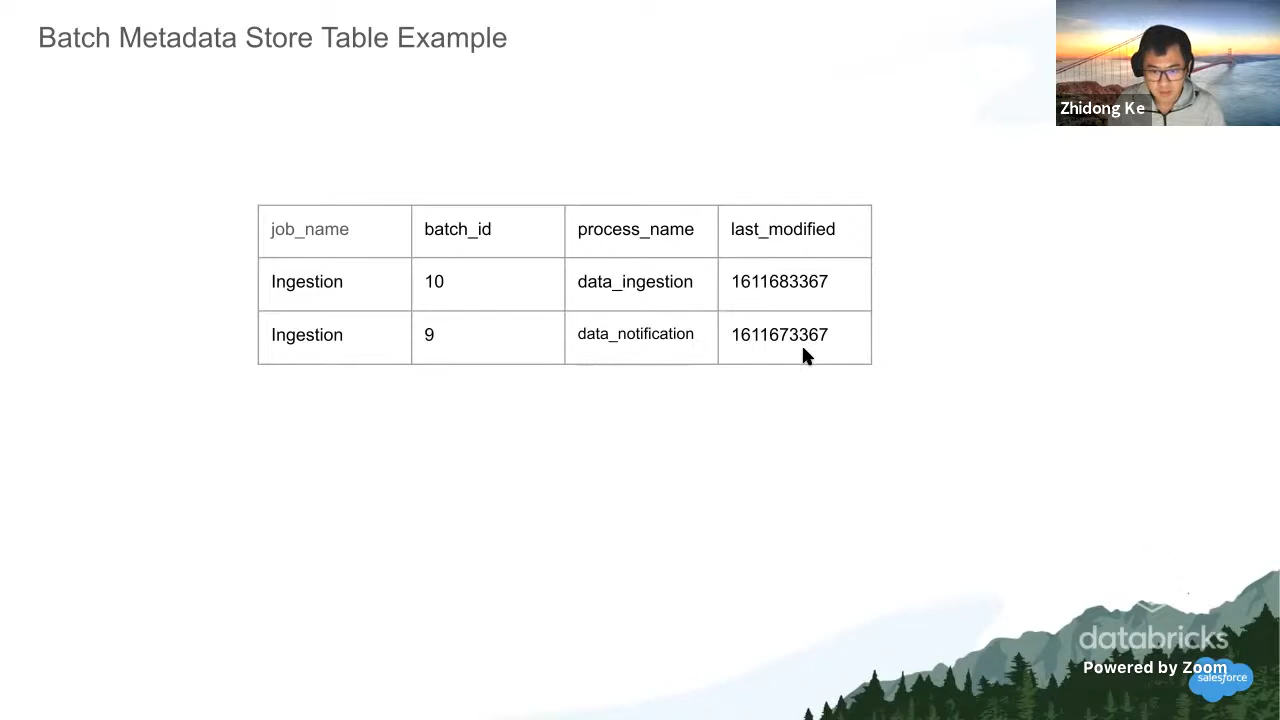 Batch Metadata Store Table Example
Zhidong Ke
job_name batch_id process_name last_modified
Ingestion 10 data_ingestion 1611683367
Ingestion 9 data_notification 1611673367
databricks
Powered by Zoom
salesforce